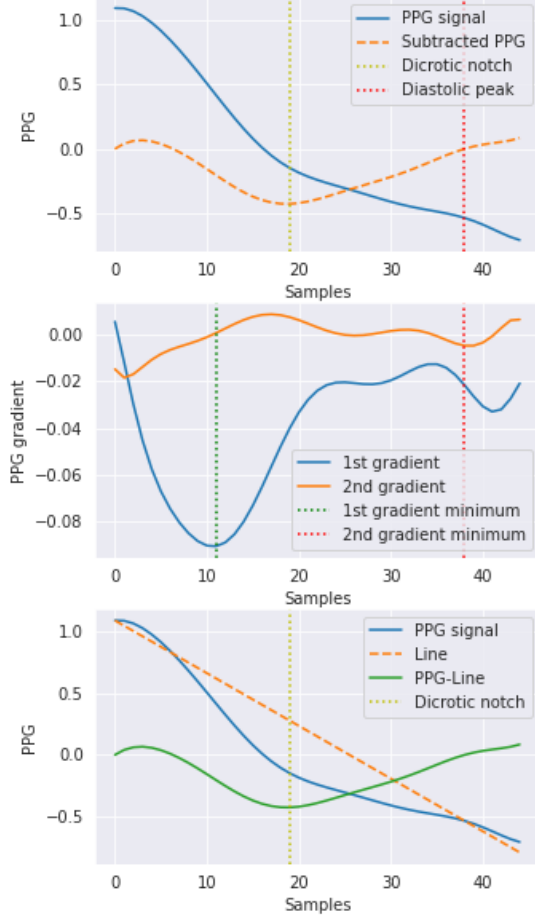 PPG signal
Subtracted PPG
Dicrotic notch
Diastolic peak
PPG
1.0
0.5
0.0
−0.5
0 10 20 30 40
Samples
PPG gradient
0.00
−0.02
−0.04
−0.06
−0.08
1st gradient
2nd gradient
1st gradient minimum
2nd gradient minimum
0 10 20 30 40
Samples
PPG signal
Line
PPG-Line
Dicrotic notch
PPG
1.0
0.5
0.0
−0.5
0 10 20 30 40
Samples